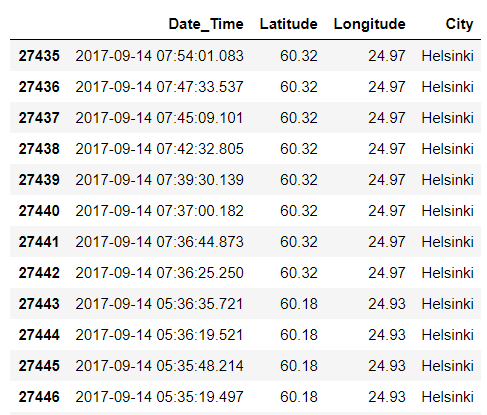 Date_Time Latitude Longitude City
27435 2017-09-14 07:54:01.083 60.32 24.97 Helsinki
27436 2017-09-14 07:47:33.537 60.32 24.97 Helsinki
27437 2017-09-14 07:45:09.101 60.32 24.97 Helsinki
27438 2017-09-14 07:42:32.805 60.32 24.97 Helsinki
27439 2017-09-14 07:39:30.139 60.32 24.97 Helsinki
27440 2017-09-14 07:37:00.182 60.32 24.97 Helsinki
27441 2017-09-14 07:36:44.873 60.32 24.97 Helsinki
27442 2017-09-14 07:36:25.250 60.32 24.97 Helsinki
27443 2017-09-14 05:36:35.721 60.18 24.93 Helsinki
27444 2017-09-14 05:36:19.521 60.18 24.93 Helsinki
27445 2017-09-14 05:35:48.214 60.18 24.93 Helsinki
27446 2017-09-14 05:35:19.497 60.18 24.93 Helsinki